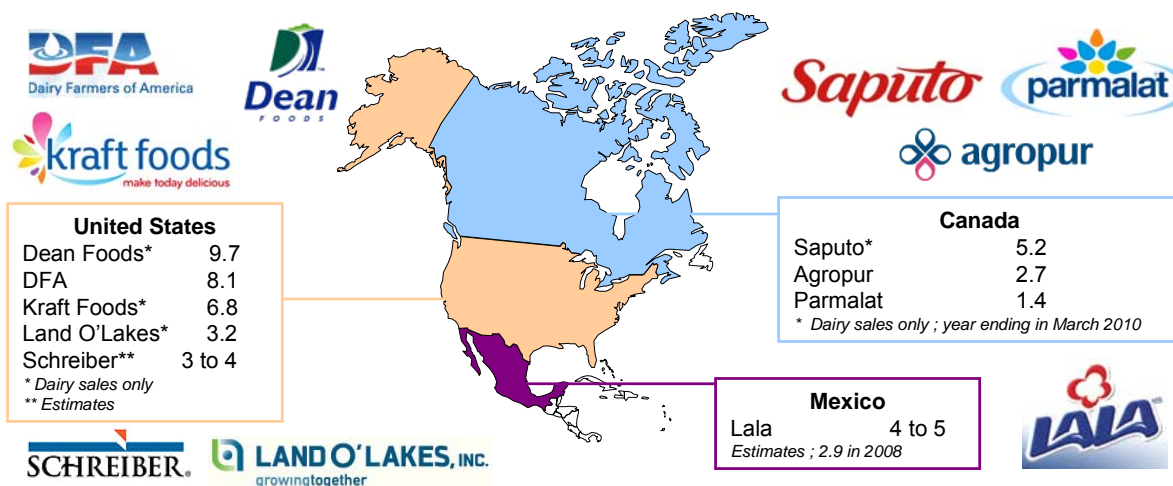 DFA
Dairy Farmers of America
Dean
FOODS
kraft foods
make today delicious
Saputo
parmalat
agropur
United States
Dean Foods* 9.7
DFA 8.1
Kraft Foods* 6.8
Land O'Lakes* 3.2
Schreiber** 3 to 4
* Dairy sales only
** Estimates
Canada
Saputo* 5.2
Agropur 2.7
Parmalat 1.4
* Dairy sales only ; year ending in March 2010
Mexico
Lala 4 to 5
Estimates ; 2.9 in 2008
SCHREIBER®
LAND O'LAKES, INC.
growingtogether
LALA